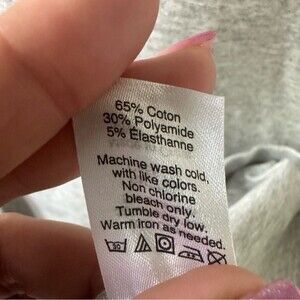 65% Coton
30% Polyamide
5% Élasthanne
Machine wash cold,
with like colors.
Non chlorine
bleach only.
Tumble dry low.
Warm iron as needed.